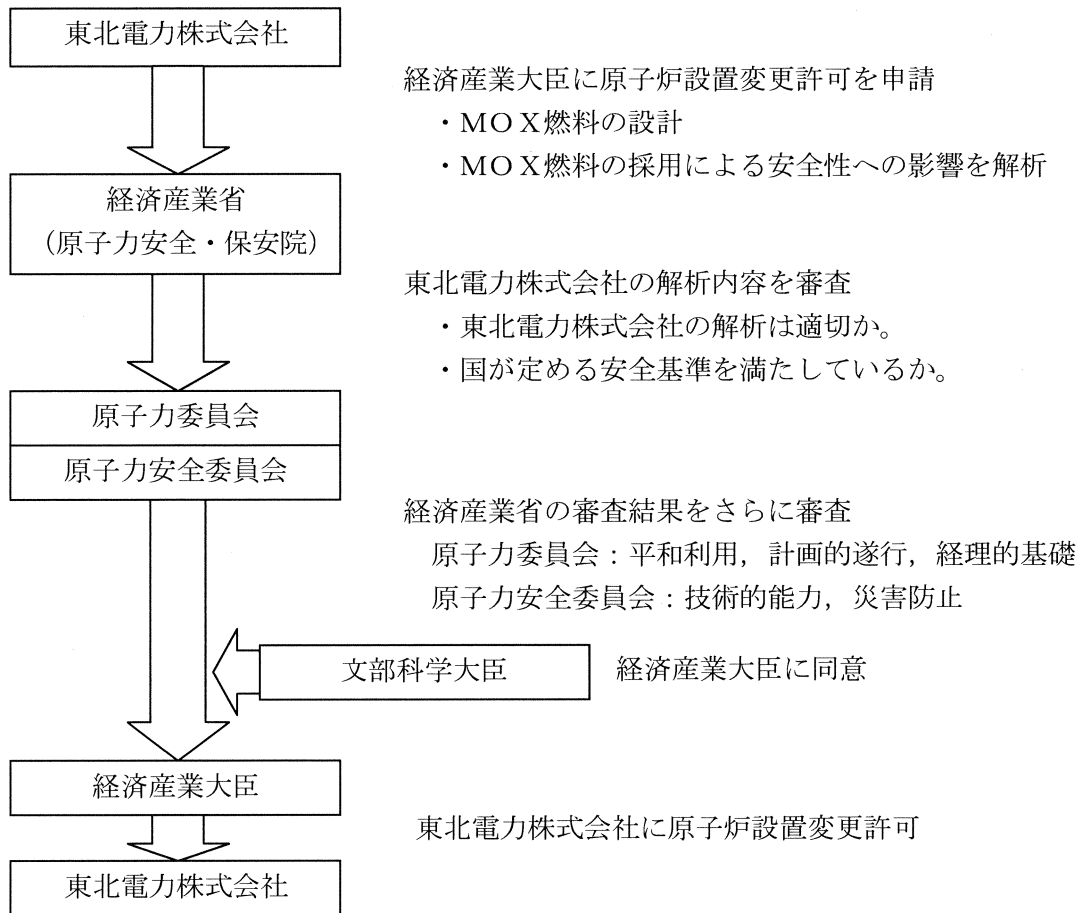 東北電力株式会社
経済産業大臣に原子炉設置変更許可を申請
・ＭＯＸ燃料の設計
・ＭＯＸ燃料の採用による安全性への影響を解析
経済産業省
（原子力安全・保安院）
東北電力株式会社の解析内容を審査
・東北電力株式会社の解析は適切か。
・国が定める安全基準を満たしているか。
原子力委員会
原子力安全委員会
経済産業省の審査結果をさらに審査
原子力委員会：平和利用，計画的遂行，経理的基礎
原子力安全委員会：技術的能力，災害防止
文部科学大臣
経済産業大臣に同意
経済産業大臣
東北電力株式会社に原子炉設置変更許可
東北電力株式会社